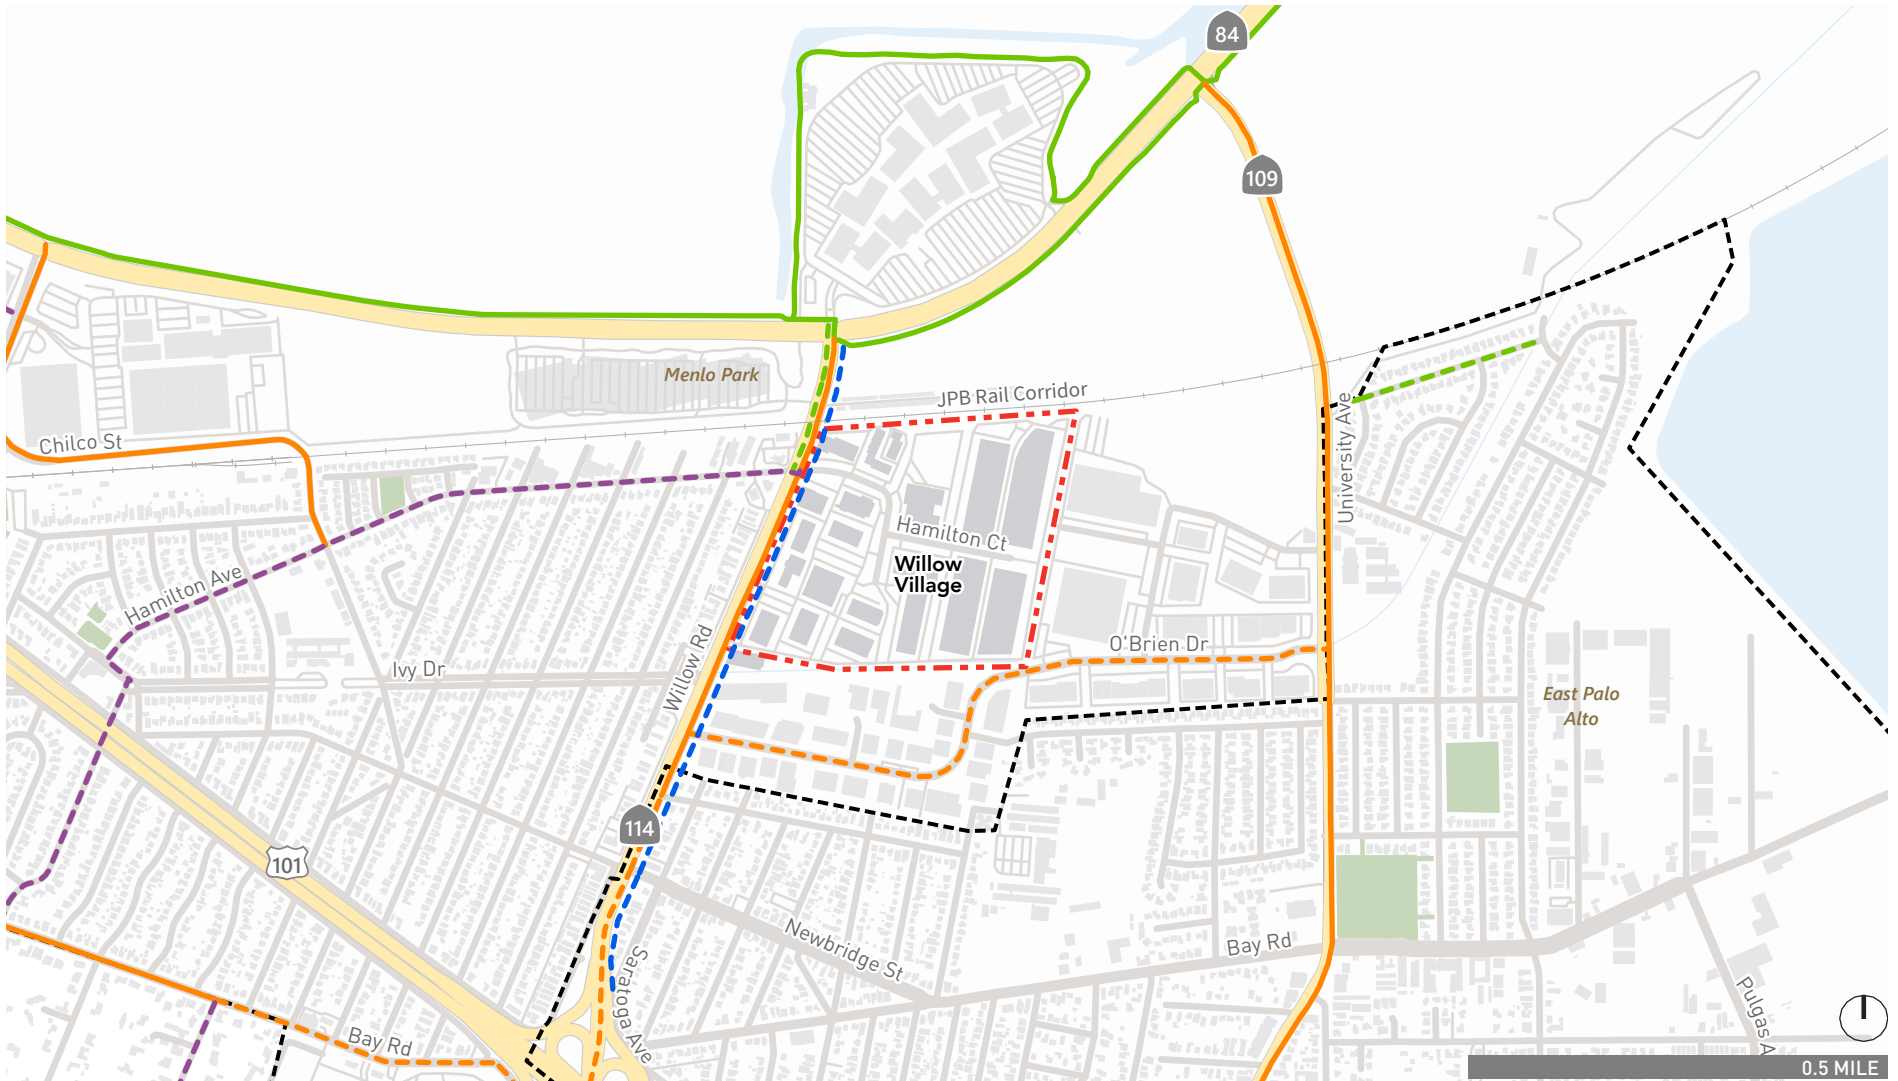 84
109
Menlo Park
JPB Rail Corridor
Chilco St
University Ave
Hamilton Ct
Willow
Village
Hamilton Ave
O'Brien Dr
Ivy Dr
Willow Rd
East Palo
Alto
114
101
Newbridge St
Bay Rd
Saratoga Ave
Pulgas A
Bay Rd
0.5 MILE